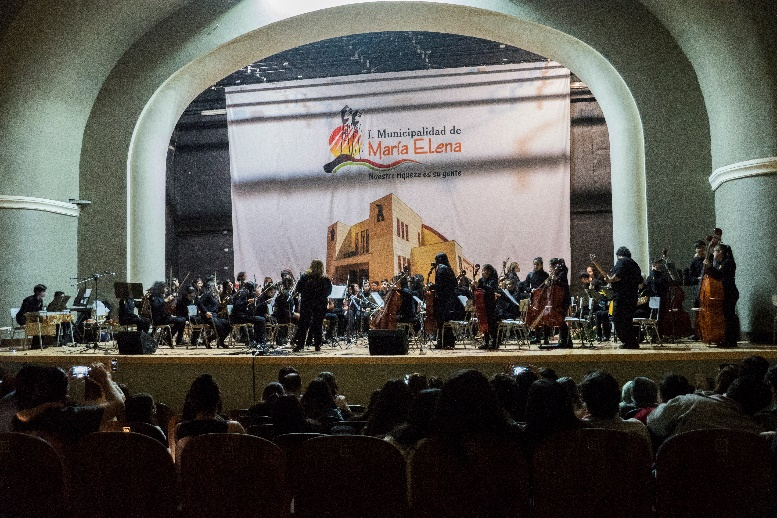 I. Municipalidad de
María Elena
Nuestra riqueza es su gente